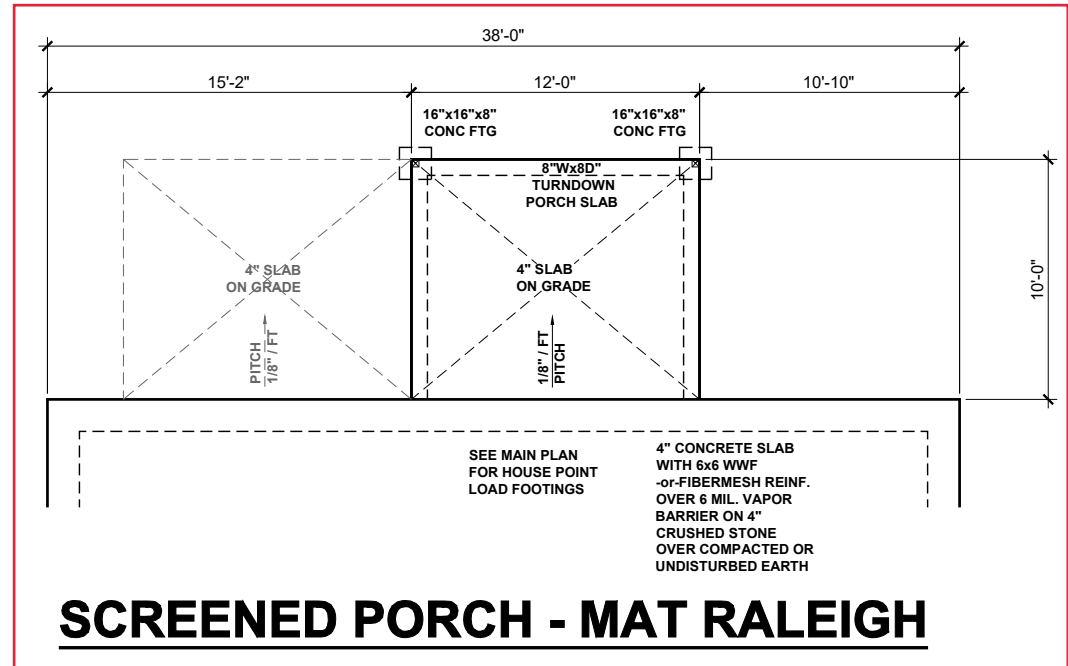 38'-0"
15'-2"
12'-0"
10'-10"
16"x16"x8"
CONC FTG
16"x16"x8"
CONC FTG
8"Wx8D"
TURNDOWN
PORCH SLAB
4" SLAB
ON GRADE
4" SLAB
ON GRADE
10'-0"
PITCH
1/8" / FT
1/8" / FT
PITCH
SEE MAIN PLAN
FOR HOUSE POINT
LOAD FOOTINGS
4" CONCRETE SLAB
WITH 6x6 WWF
-or-FIBERMESH REINF.
OVER 6 MIL. VAPOR
BARRIER ON 4"
CRUSHED STONE
OVER COMPACTED OR
UNDISTURBED EARTH
SCREENED PORCH - MAT RALEIGH